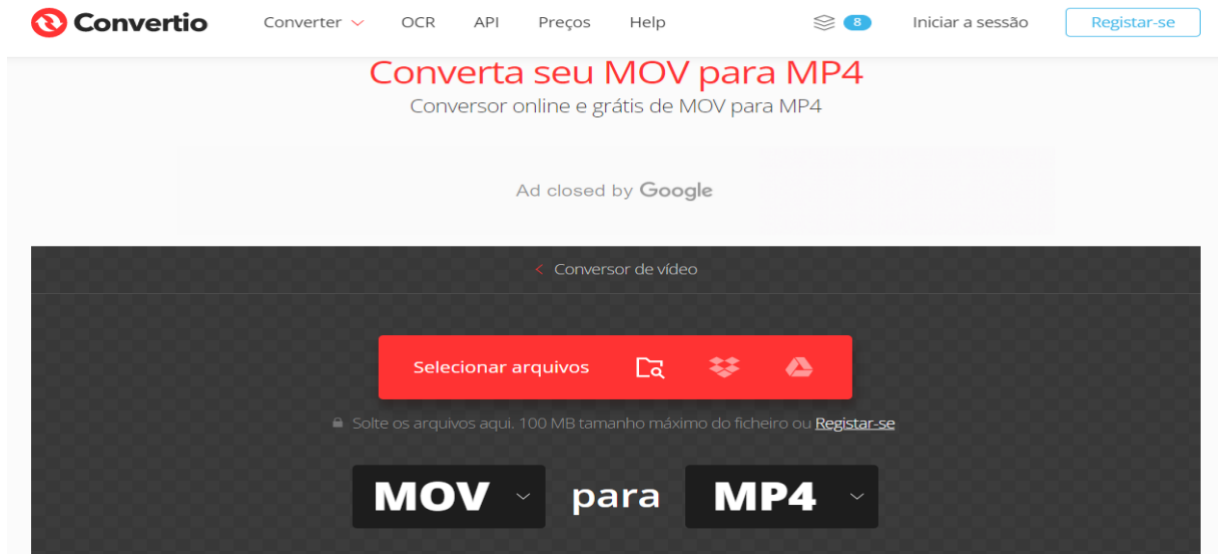 Convertio Converter OCR API Preços Help 8 Iniciar a sessão Registar-se
Converta seu MOV para MP4
Conversor online e grátis de MOV para MP4
Ad closed by Google
Conversor de vídeo
Selecionar arquivos
Solte os arquivos aqui. 100 MB tamanho máximo do ficheiro ou Registar-se
MOV para MP4